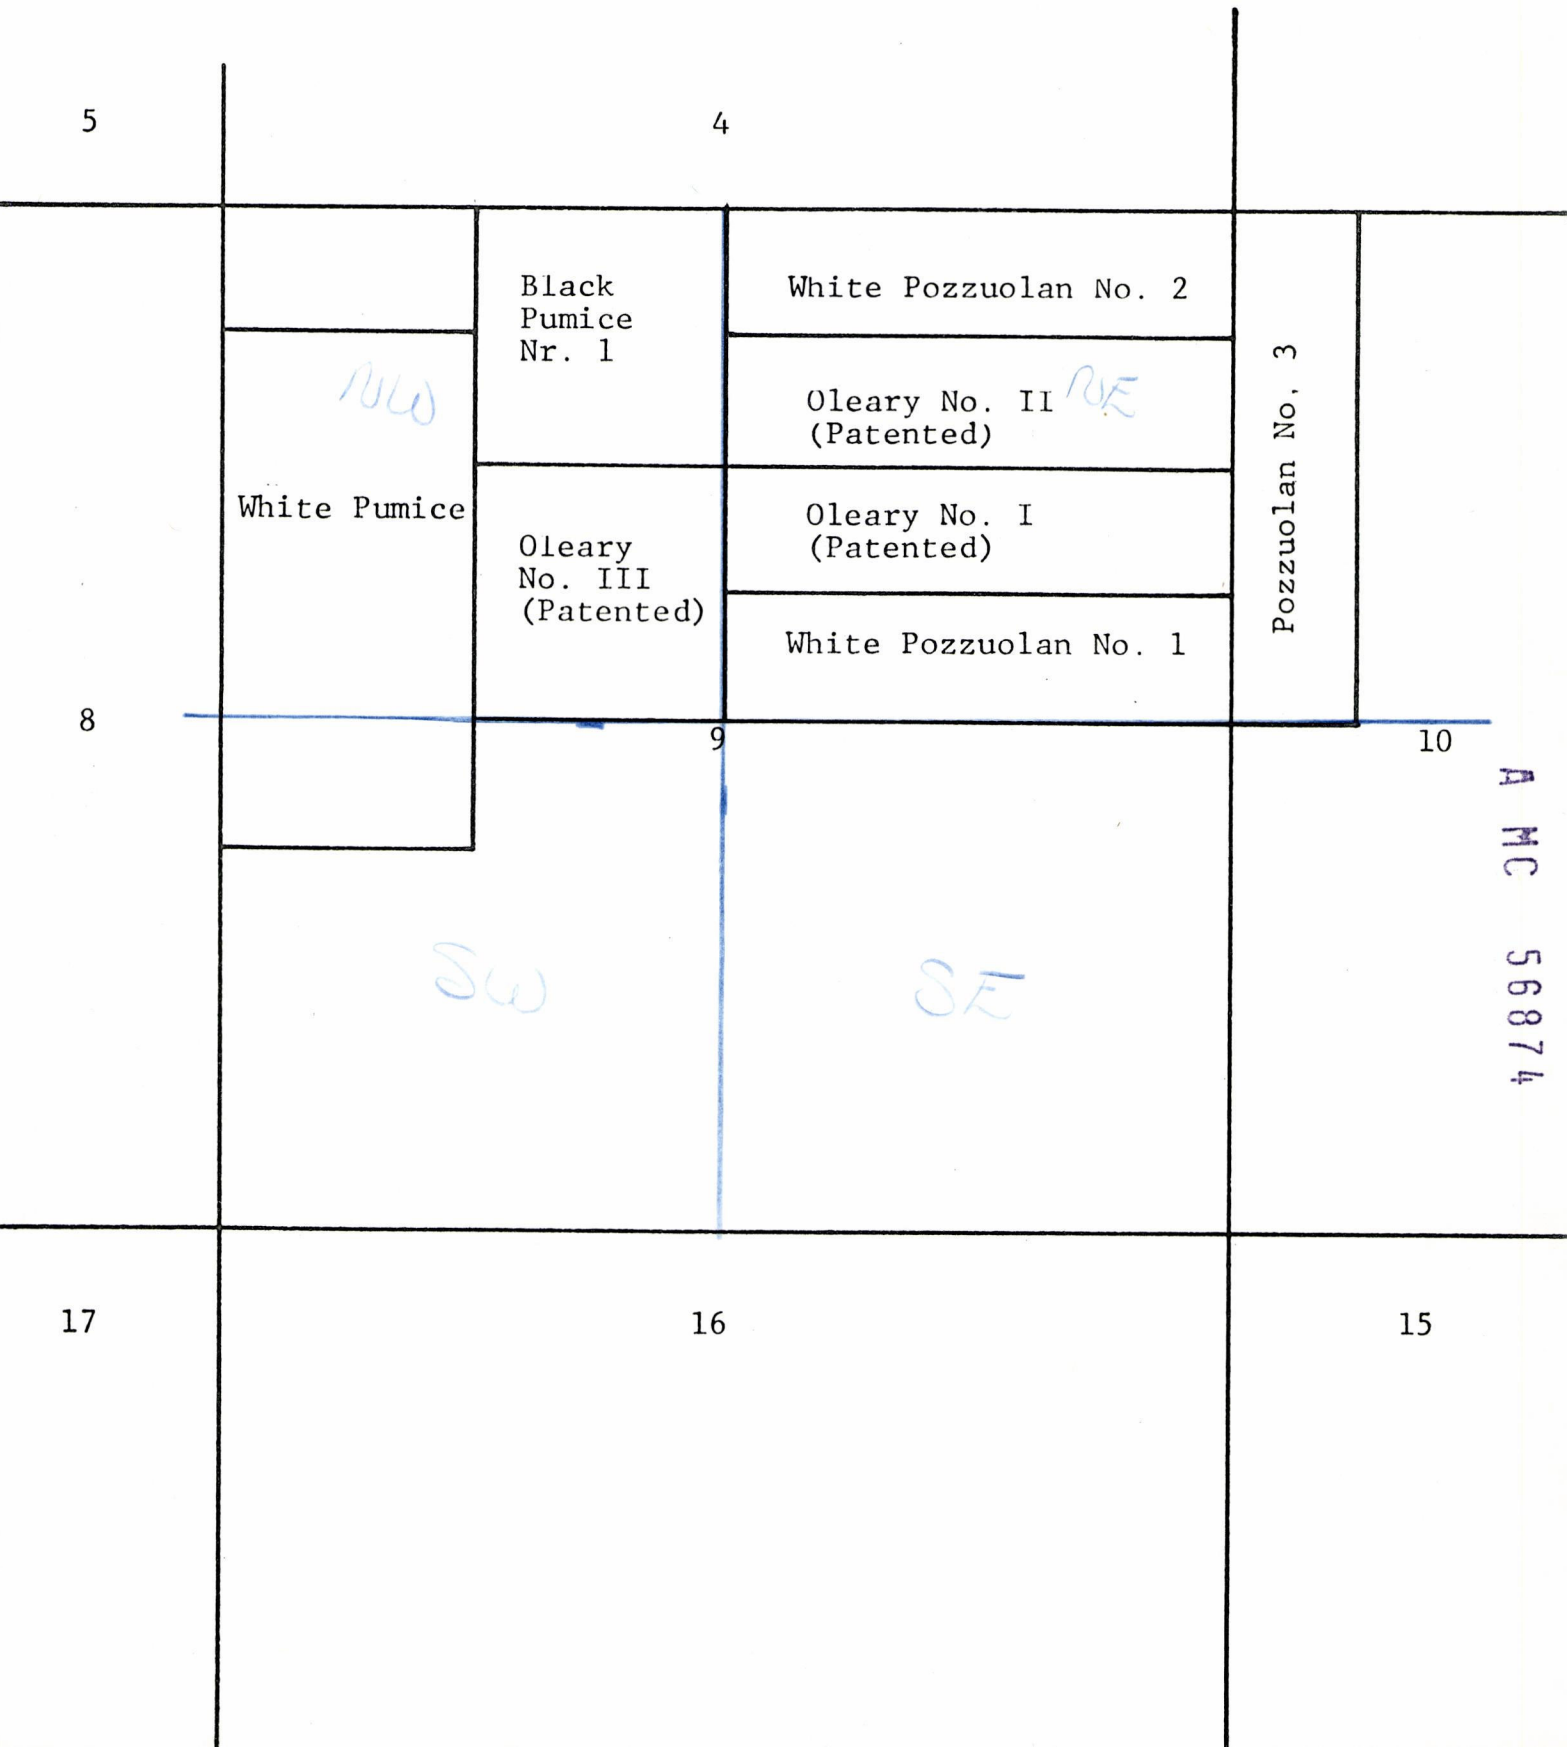 5
4
Black
Pumice
Nr. 1
White Pozzuolan No. 2
NW
Oleary No. II
(Patented)
NE
Pozzuolan No. 3
White Pumice
Oleary
No. III
(Patented)
Oleary No. I
(Patented)
White Pozzuolan No. 1
8
9
10
A MC 56874
SW
SE
17
16
15